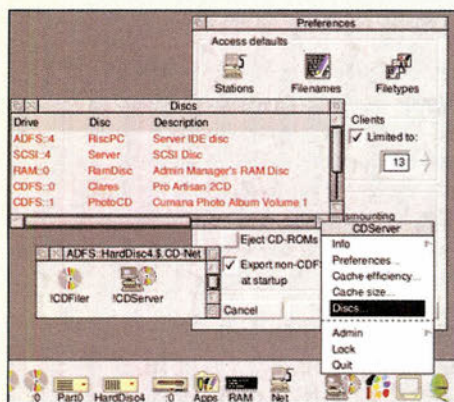 Preferences
Access defaults
Stations
Filenames
Filetypes
Discs
Drive Disc Description
ADFS::4 RiscPC Server IDE disc
SCSI::4 Server SCSI Disc
RAM::0 RamDisc Admin Manager's RAM Disc
CDFS::0 Clares Pro Artisan 2CD
CDFS::1 PhotoCD Cumana Photo Album Volume 1
Clients
Limited to:
13
smounting
Eject CD-ROMs
Export non-CDFS
at startup
Cancel
ADFS::HardDisc4.$.CD-Net
!CDFiler
!CDServer
CDServer
Info
Preferences...
Cache efficiency...
Cache size...
Discs...
Admin
Lock
Quit
:0
Part0
HardDisc4
:0
Apps
RAM
Net